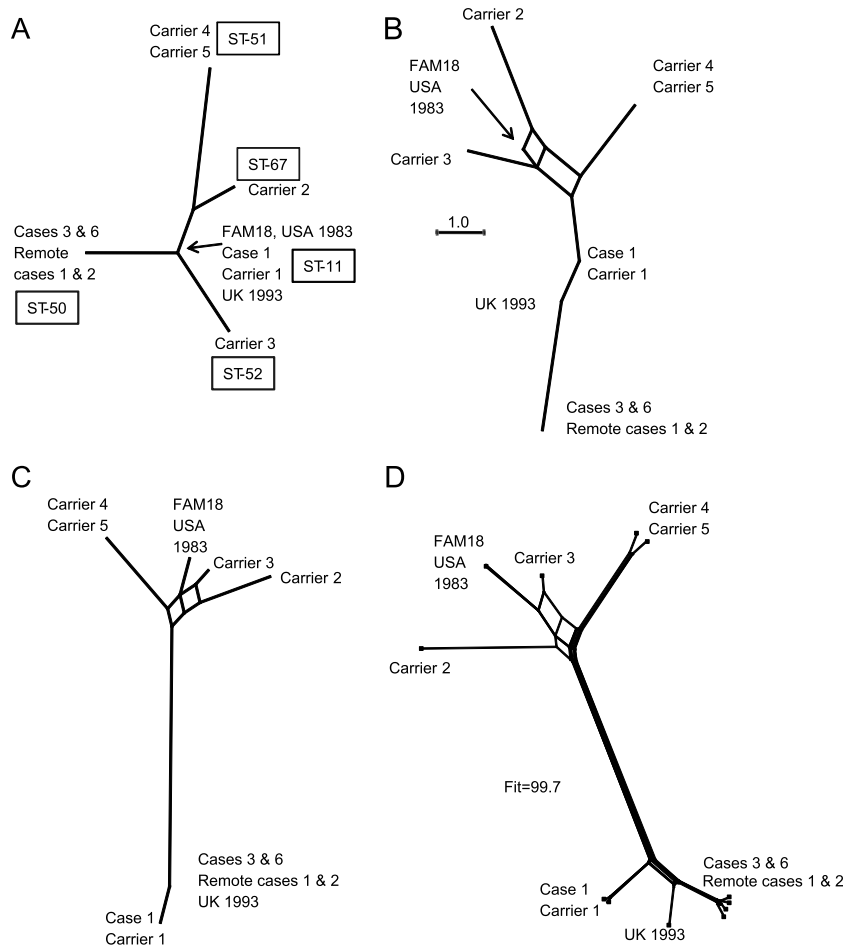 A
Carrier 4
Carrier 5
ST-51
ST-67
Carrier 2
Cases 3 & 6
Remote
cases 1 & 2
ST-50
FAM18, USA 1983
Case 1
Carrier 1
UK 1993
ST-11
Carrier 3
ST-52
B
Carrier 2
FAM18
USA
1983
Carrier 4
Carrier 5
Carrier 3
1.0
Case 1
Carrier 1
UK 1993
Cases 3 & 6
Remote cases 1 & 2
C
Carrier 4
Carrier 5
FAM18
USA
1983
Carrier 3
Carrier 2
Cases 3 & 6
Remote cases 1 & 2
UK 1993
Case 1
Carrier 1
D
Carrier 4
Carrier 5
FAM18
USA
1983
Carrier 3
Carrier 2
Fit=99.7
Cases 3 & 6
Remote cases 1 & 2
Case 1
Carrier 1
UK 1993